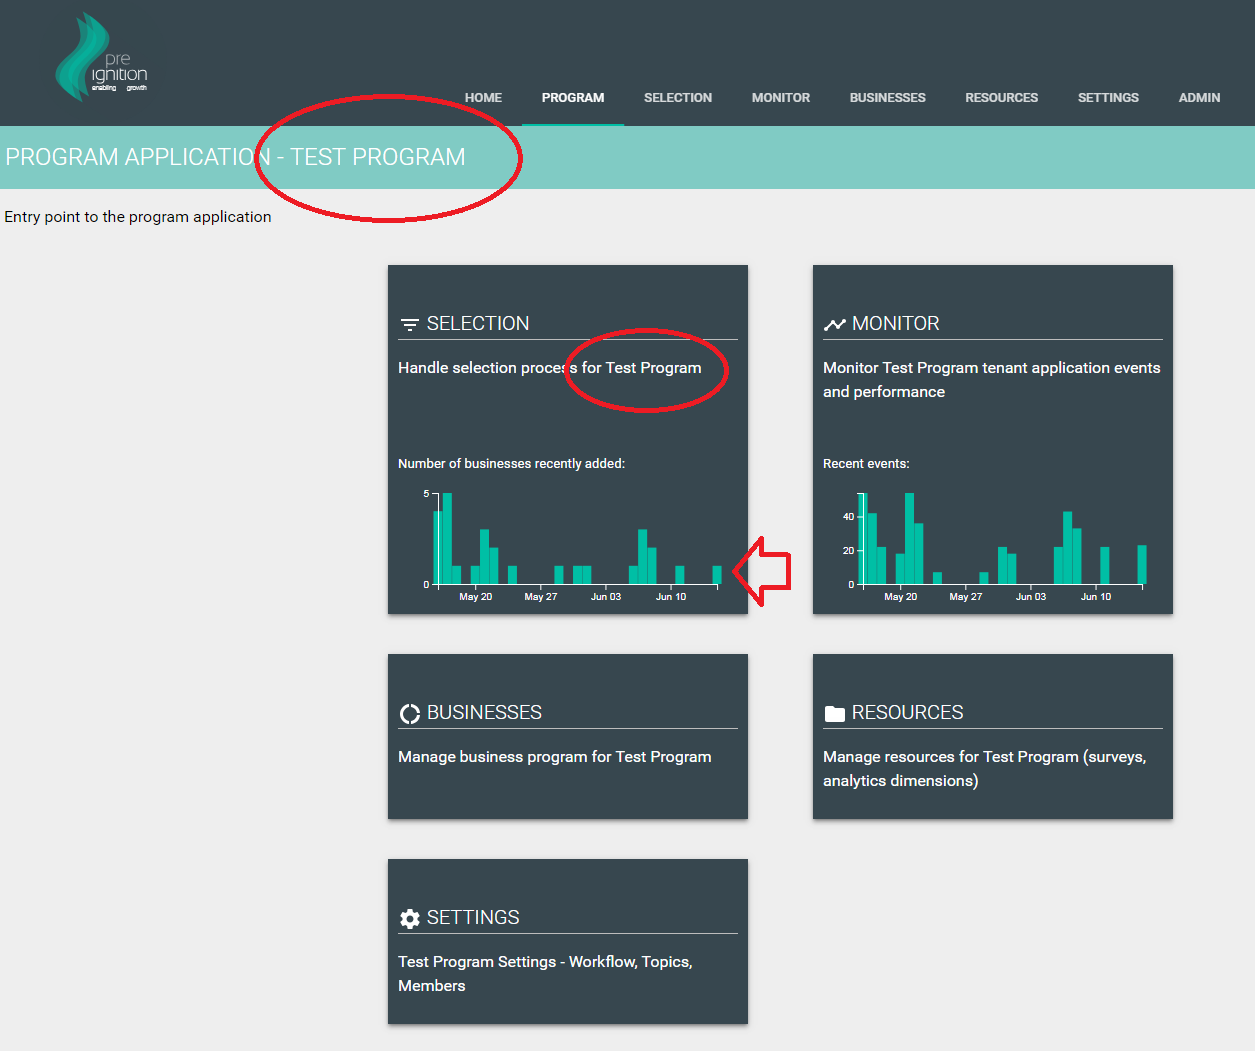 pre
ignition
enabling growth
HOME PROGRAM SELECTION MONITOR BUSINESSES RESOURCES SETTINGS ADMIN
PROGRAM APPLICATION - TEST PROGRAM
Entry point to the program application
SELECTION
Handle selection process for Test Program
Number of businesses recently added:
5
0
May 20 May 27 Jun 03 Jun 10
MONITOR
Monitor Test Program tenant application events
and performance
Recent events:
40
20
0
May 20 May 27 Jun 03 Jun 10
BUSINESSES
Manage business program for Test Program
RESOURCES
Manage resources for Test Program (surveys,
analytics dimensions)
SETTINGS
Test Program Settings - Workflow, Topics,
Members